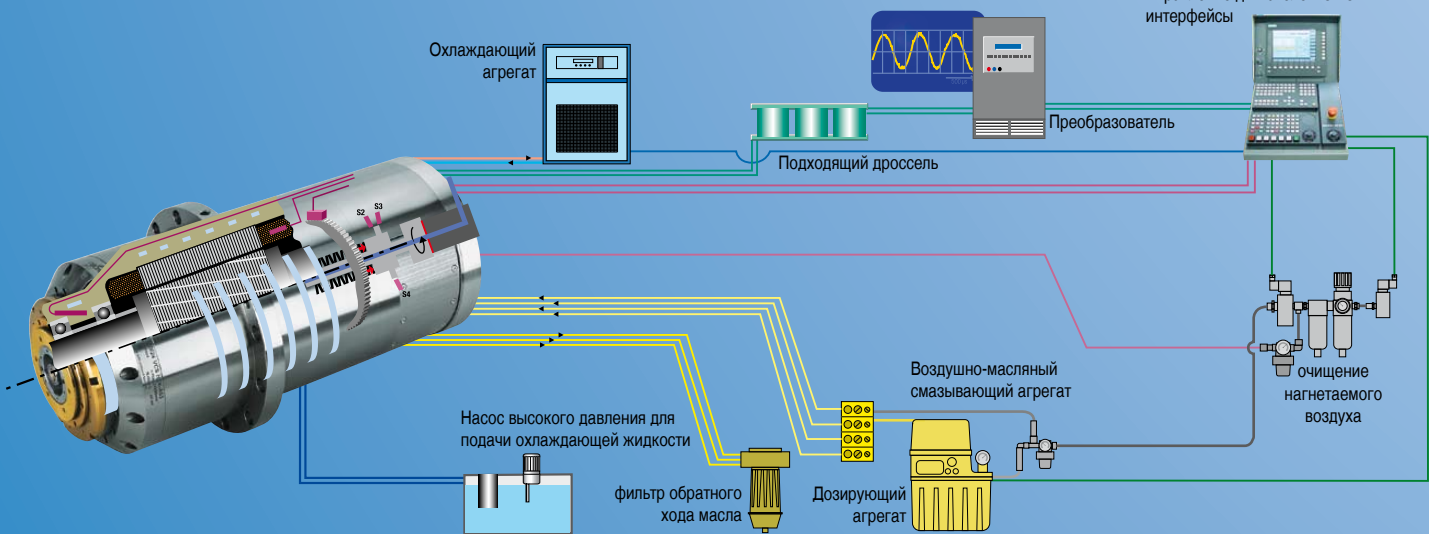 интерфейсы
Охлаждающий
агрегат
Преобразователь
Подходящий дроссель
S2
S3
S4
Воздушно-масляный
смазывающий агрегат
очищение
нагнетаемого
воздуха
Насос высокого давления для
подачи охлаждающей жидкости
фильтр обратного
хода масла
Дозирующий
агрегат